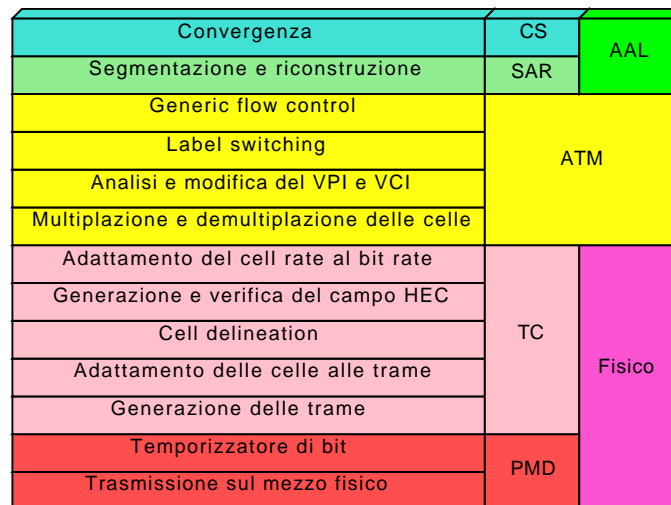 Convergenza CS
AAL
Segmentazione e riconstruzione SAR
Generic flow control
Label switching
ATM
Analisi e modifica del VPI e VCI
Multiplazione e demultiplazione delle celle
Adattamento del cell rate al bit rate
Generazione e verifica del campo HEC
Cell delineation TC
Adattamento delle celle alle trame Fisico
Generazione delle trame
Temporizzatore di bit
PMD
Trasmissione sul mezzo fisico